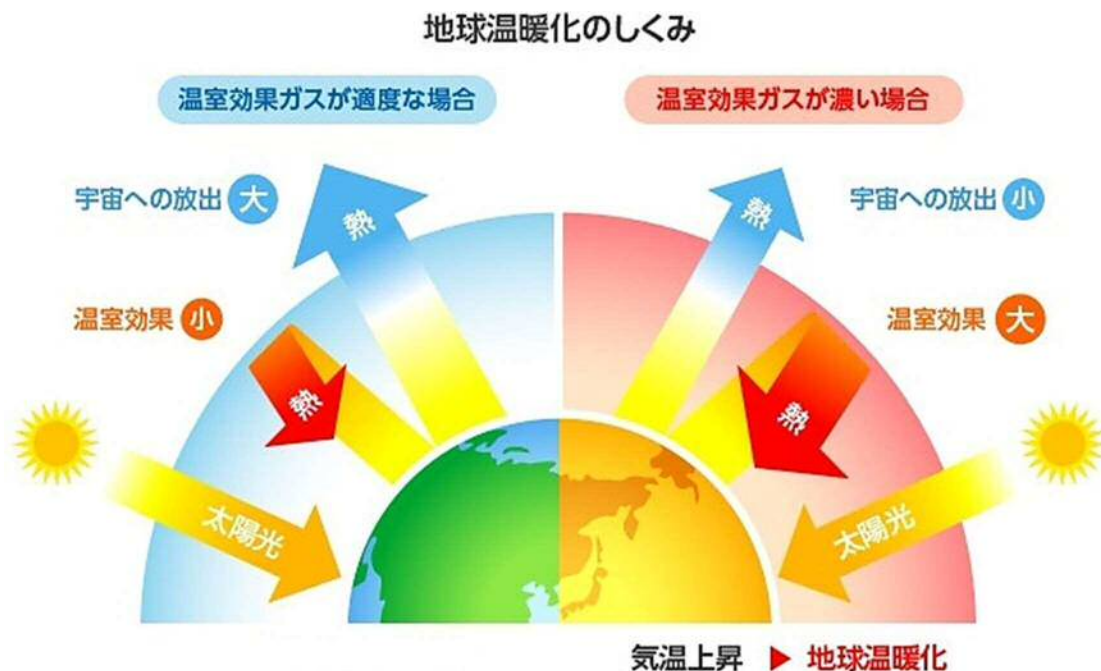 地球温暖化のしくみ
温室効果ガスが適度な場合
温室効果ガスが濃い場合
宇宙への放出 大
熱
熱
宇宙への放出 小
温室効果 小
熱
熱
温室効果 大
太陽光
太陽光
気温上昇 ▶ 地球温暖化